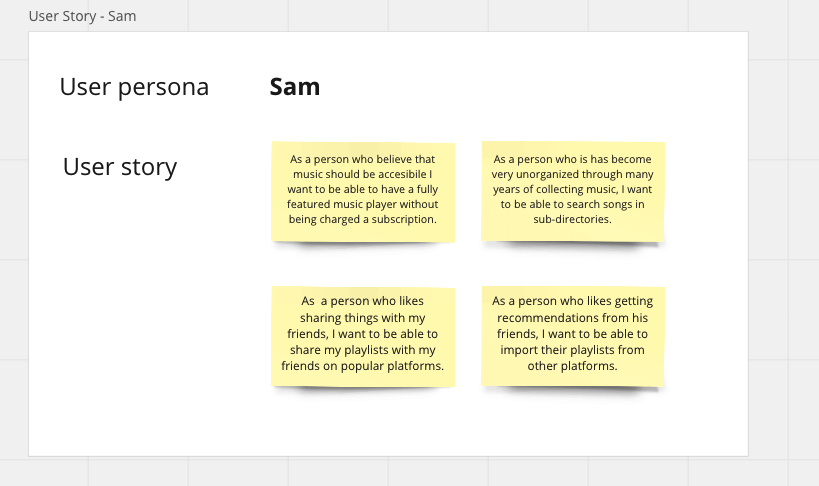 User Story - Sam
User persona
Sam
User story
As a person who believe that
music should be accesibile I
want to be able to have a fully
featured music player without
being charged a subscription.
As a person who is has become
very unorganized through many
years of collecting music, I want
to be able to search songs in
sub-directories.
As  a person who likes
sharing things with my
friends, I want to be able to
share my playlists with my
friends on popular platforms.
As a person who likes getting
recommendations from his
friends, I want to be able to
import their playlists from
other platforms.